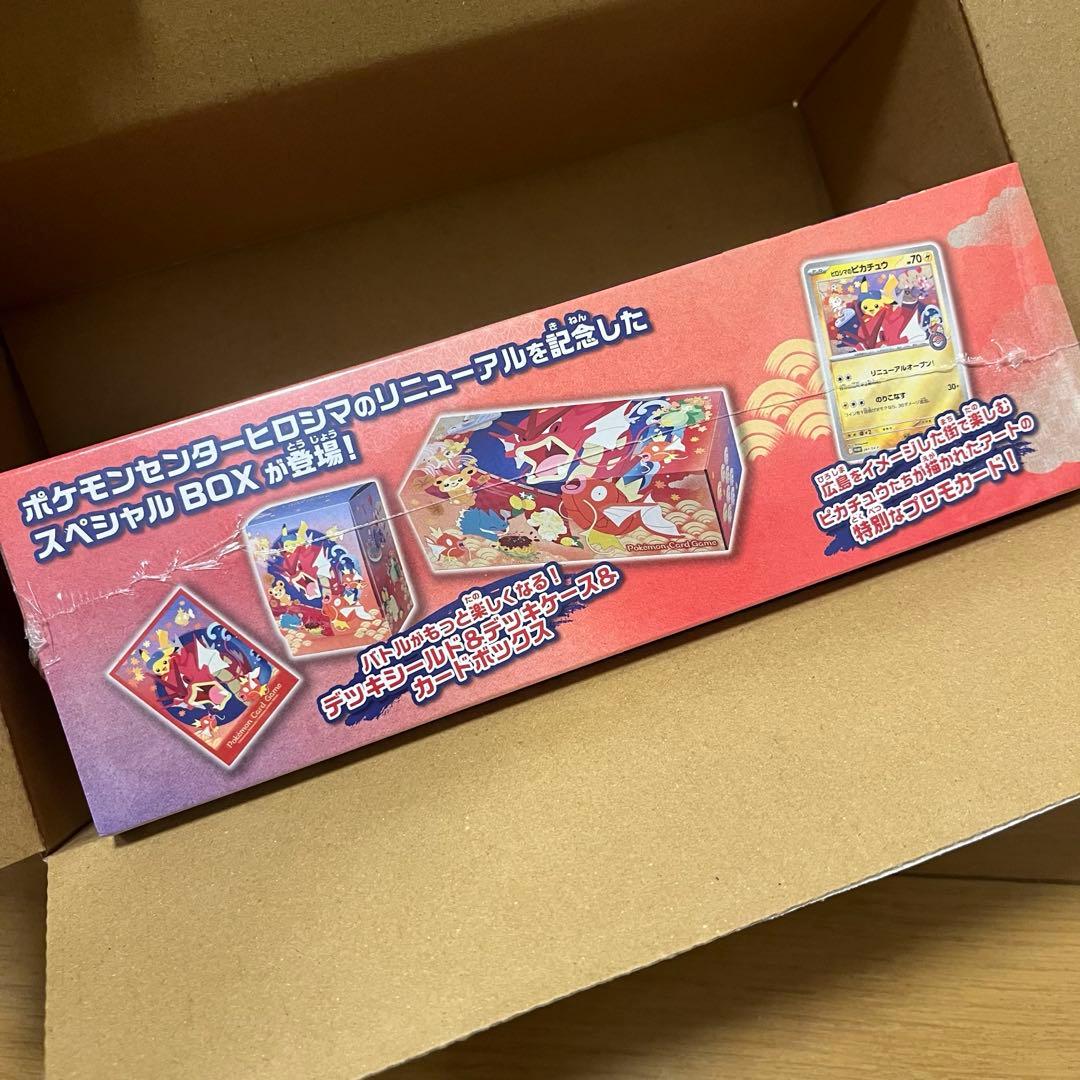 ポケモンセンターヒロシマのリニューアルを記念した
スペシャルBOXが登場！
バトルがもっと楽しくなる！
デッキシールド&デッキケース&
カードボックス
Pokémon Card Game
Pokémon Card Game
ヒロシマのピカチュウ
70
リニューアルオープン！
のりこなす
30+
広島をイメージした街で楽しむ
ピカチュウたちが描かれたアートの
特別なプロモカード！